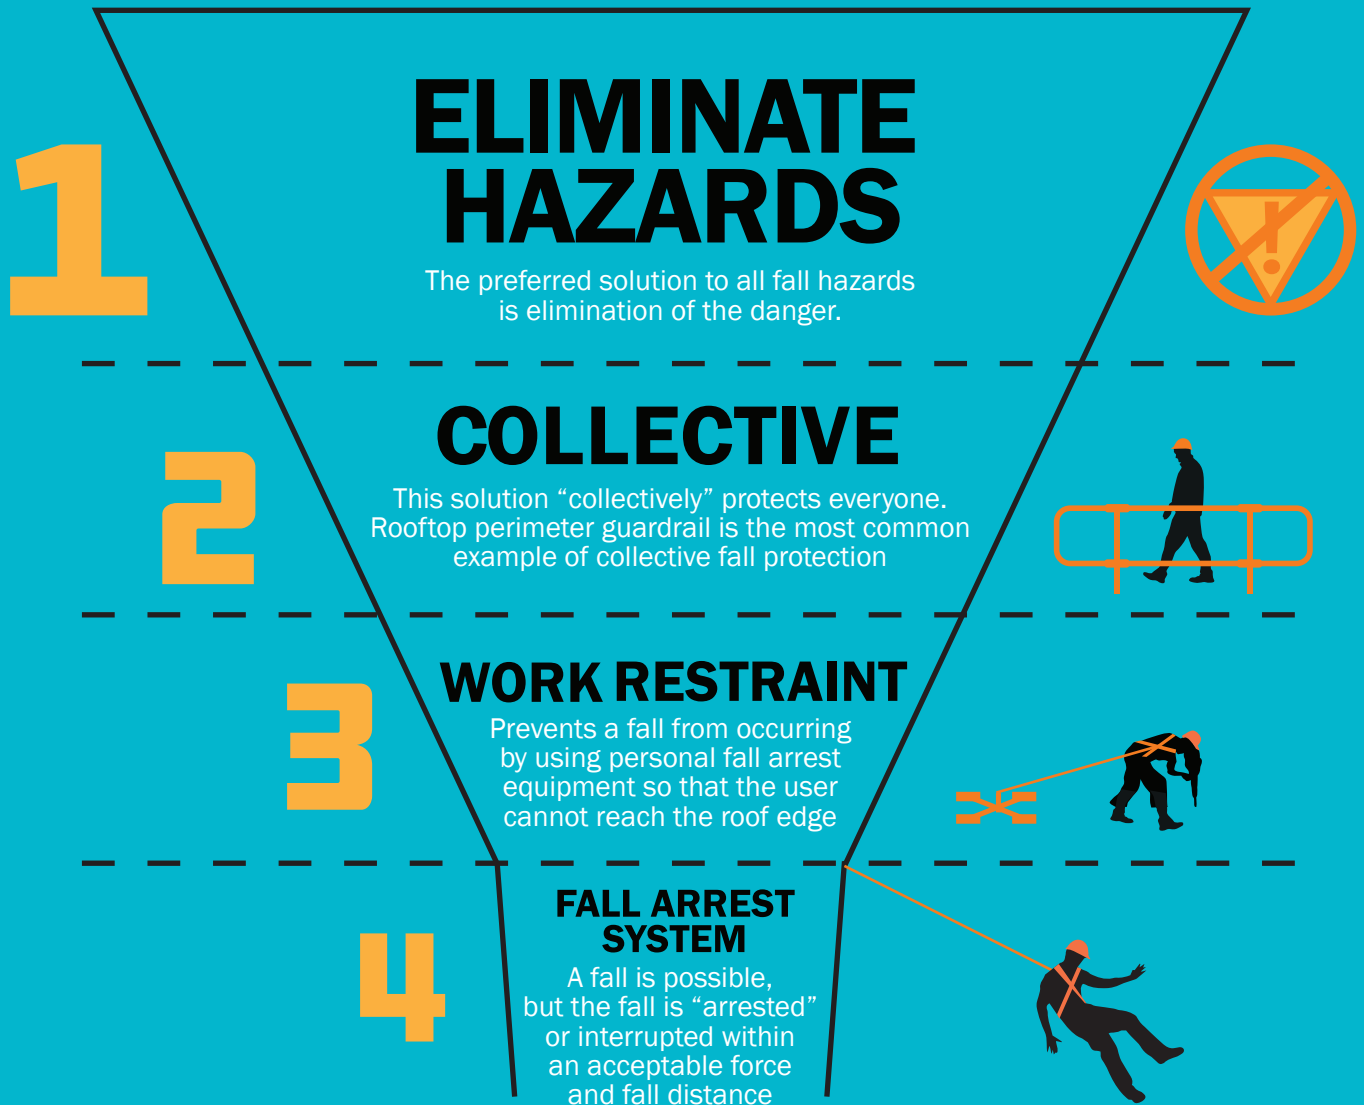 1
ELIMINATE
HAZARDS
The preferred solution to all fall hazards
is elimination of the danger.
!
2
COLLECTIVE
This solution “collectively” protects everyone.
Rooftop perimeter guardrail is the most common
example of collective fall protection
3
WORK RESTRAINT
Prevents a fall from occurring
by using personal fall arrest
equipment so that the user
cannot reach the roof edge
4
FALL ARREST
SYSTEM
A fall is possible,
but the fall is “arrested”
or interrupted within
an acceptable force
and fall distance